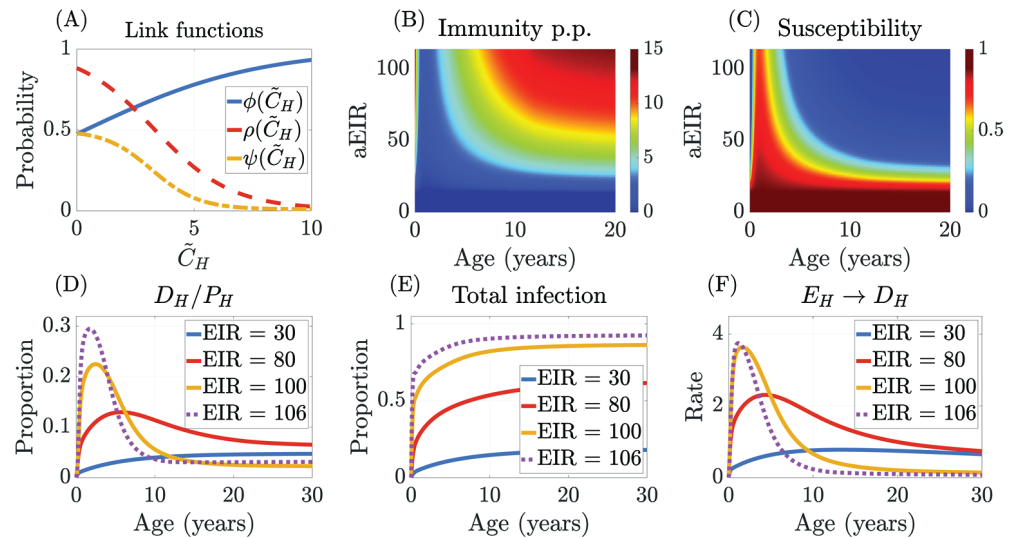 (A)
Link functions
1
0.5
0
Probability
0
5
10
C̃_H
ϕ(C̃_H)
ρ(C̃_H)
ψ(C̃_H)
(B)
Immunity p.p.
100
50
0
aEIR
0
10
20
Age (years)
15
10
5
0
(C)
Susceptibility
100
50
0
aEIR
0
10
20
Age (years)
1
0.5
0
(D)
D_H/P_H
0.3
0.2
0.1
0
Proportion
0
10
20
30
Age (years)
EIR = 30
EIR = 80
EIR = 100
EIR = 106
(E)
Total infection
1
0.5
0
Proportion
0
10
20
30
Age (years)
EIR = 30
EIR = 80
EIR = 100
EIR = 106
(F)
E_H → D_H
4
2
0
Rate
0
10
20
30
Age (years)
EIR = 30
EIR = 80
EIR = 100
EIR = 106